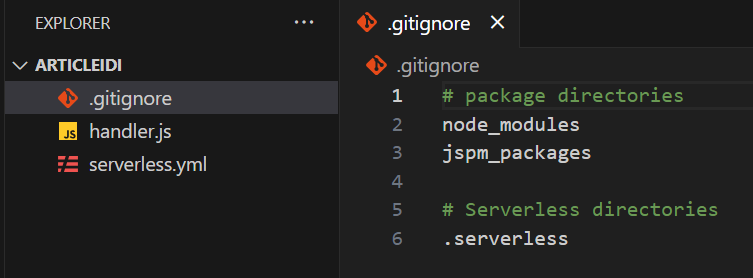 EXPLORER
···
ARTICLEIDI
.gitignore
JS handler.js
serverless.yml
.gitignore
.gitignore
1 # package directories
2 node_modules
3 jspm_packages
4
5 # Serverless directories
6 .serverless